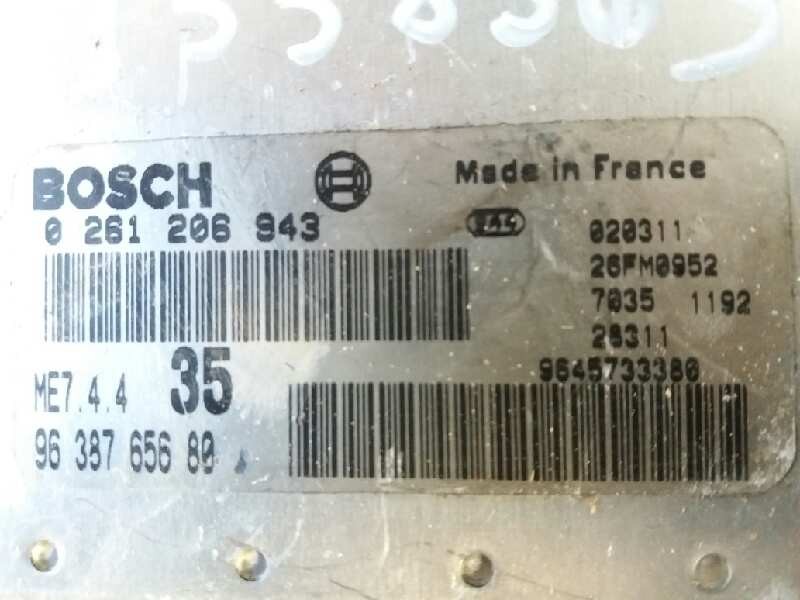 BOSCH Made in France
0 261 206 943
020311
26FM0952
7035 1192
28311
9645733380
ME7.4.4 35
96 387 656 80